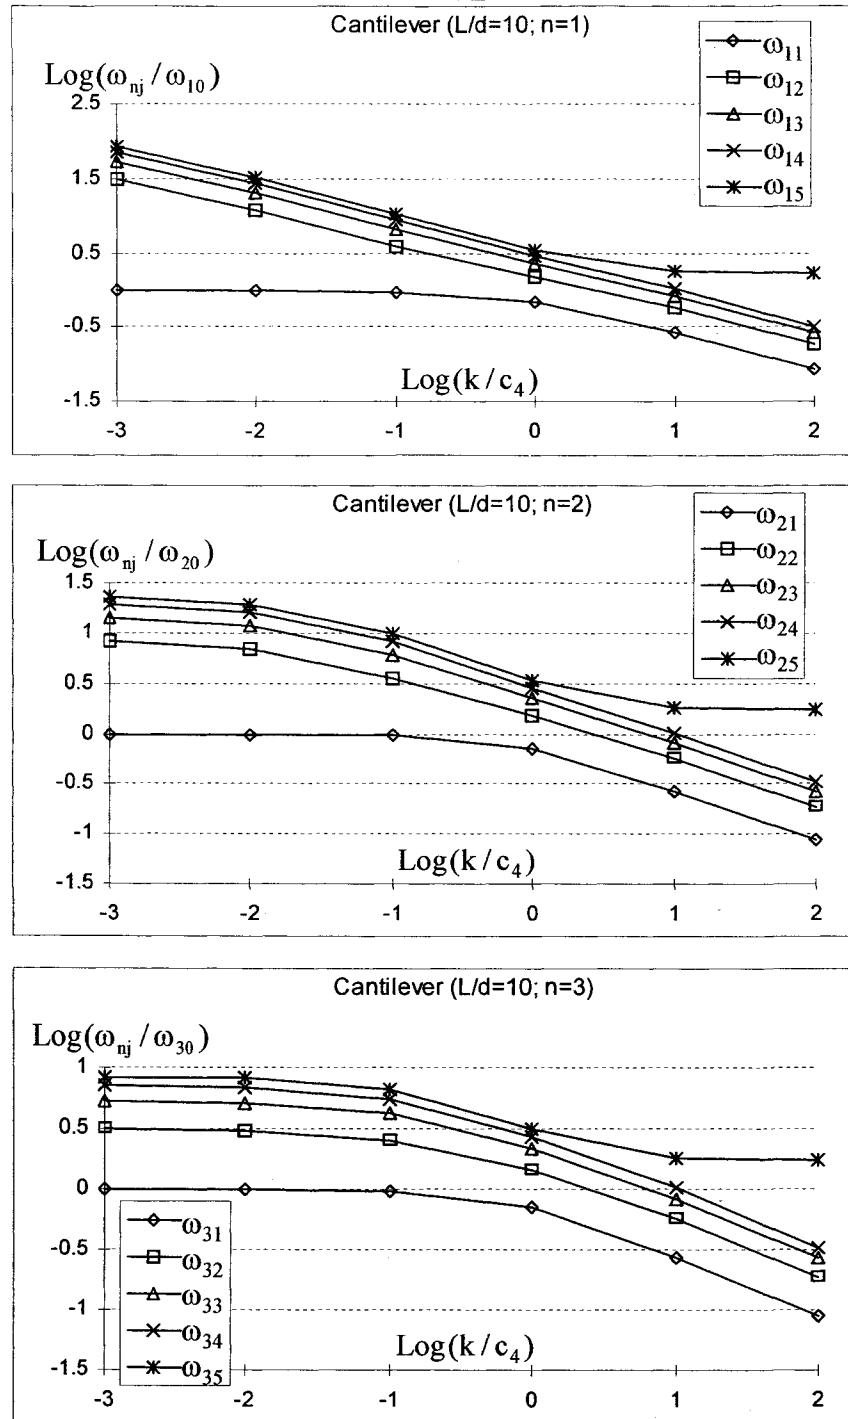 Cantilever (L/d=10; n=1)
Log(ω_nj / ω_10)
ω_11
ω_12
ω_13
ω_14
ω_15
2.5
1.5
0.5
-0.5
-1.5
Log(k / c_4)
-3 -2 -1 0 1 2
Cantilever (L/d=10; n=2)
Log(ω_nj / ω_20)
ω_21
ω_22
ω_23
ω_24
ω_25
1.5
1
0.5
0
-0.5
-1
-1.5
Log(k / c_4)
-3 -2 -1 0 1 2
Cantilever (L/d=10; n=3)
Log(ω_nj / ω_30)
1
0.5
0
-0.5
-1
-1.5
ω_31
ω_32
ω_33
ω_34
ω_35
Log(k / c_4)
-3 -2 -1 0 1 2